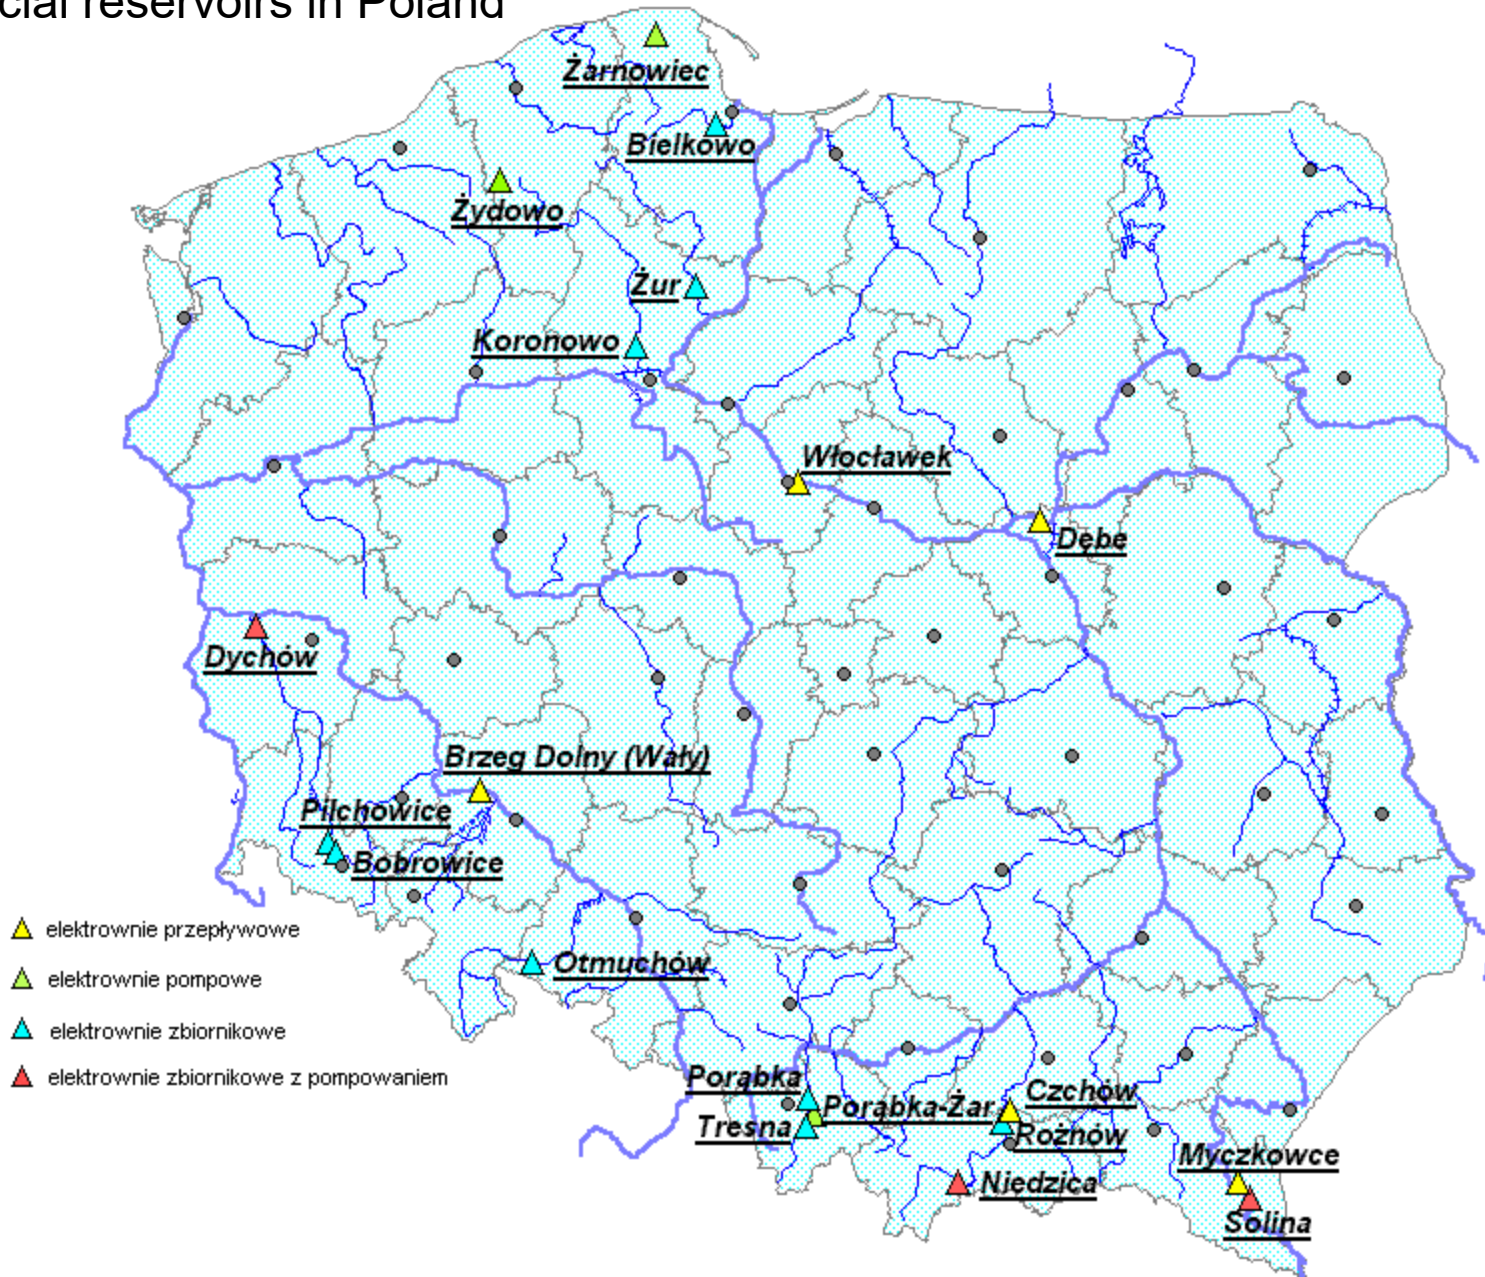 cial reservoirs in Poland
Żarnowiec
Bielkowo
Żydowo
Żur
Koronowo
Włocławek
Dębe
Dychów
Brzeg Dolny (Wały)
Pilchowice
Bobrowice
elektrownie przepływowe
Otmuchów
elektrownie pompowe
elektrownie zbiornikowe
elektrownie zbiornikowe z pompowaniem
Porąbka
Porąbka-Żar
Czchów
Tresna
Rożnów
Myczkowce
Niedzica
Solina